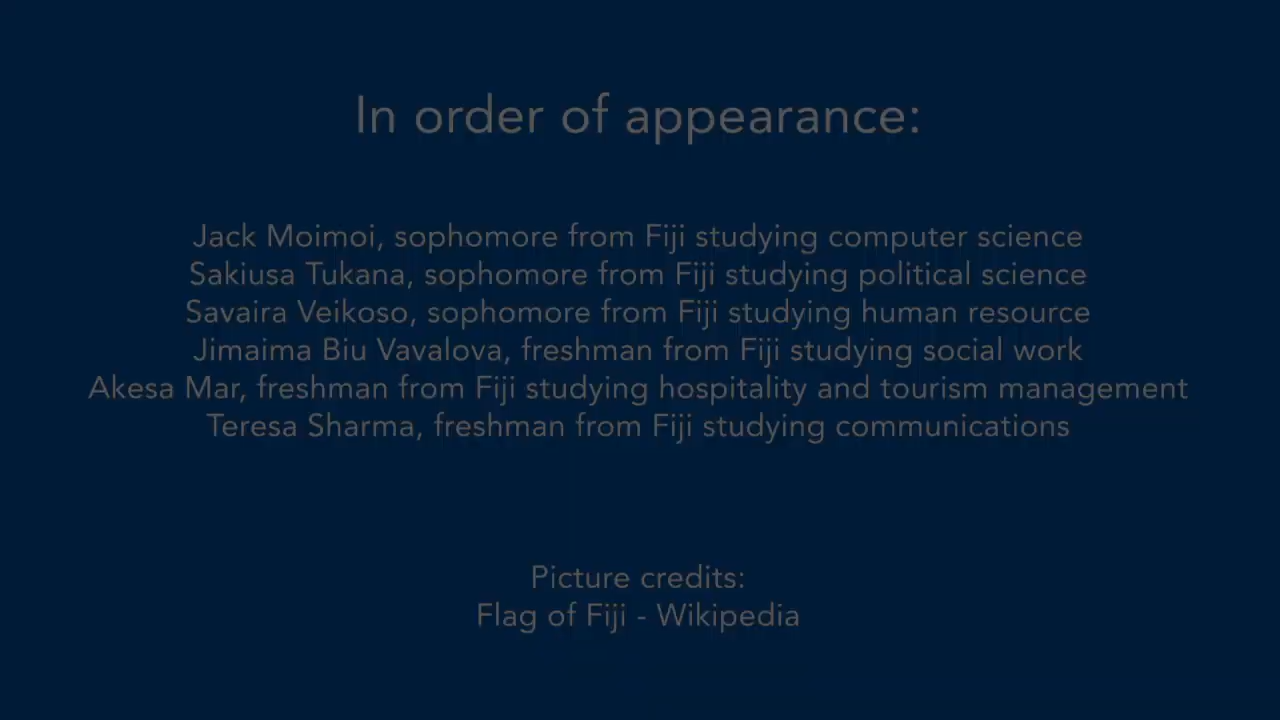 In order of appearance:
Jack Moimoi, sophomore from Fiji studying computer science
Sakiusa Tukana, sophomore from Fiji studying political science
Savaira Veikoso, sophomore from Fiji studying human resource
Jimaima Biu Vavalova, freshman from Fiji studying social work
Akesa Mar, freshman from Fiji studying hospitality and tourism management
Teresa Sharma, freshman from Fiji studying communications
Picture credits:
Flag of Fiji - Wikipedia